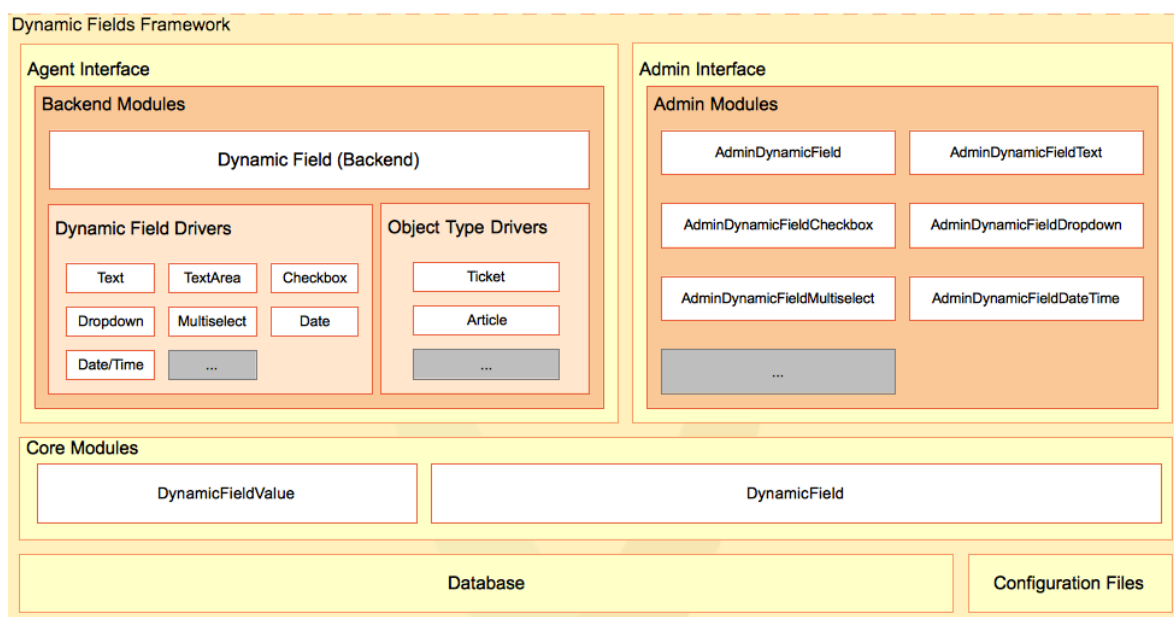 Dynamic Fields Framework
Agent Interface
Backend Modules
Dynamic Field (Backend)
Dynamic Field Drivers
Text
TextArea
Checkbox
Dropdown
Multiselect
Date
Date/Time
...
Object Type Drivers
Ticket
Article
...
Admin Interface
Admin Modules
AdminDynamicField
AdminDynamicFieldText
AdminDynamicFieldCheckbox
AdminDynamicFieldDropdown
AdminDynamicFieldMultiselect
AdminDynamicFieldDateTime
...
Core Modules
DynamicFieldValue
DynamicField
Database
Configuration Files